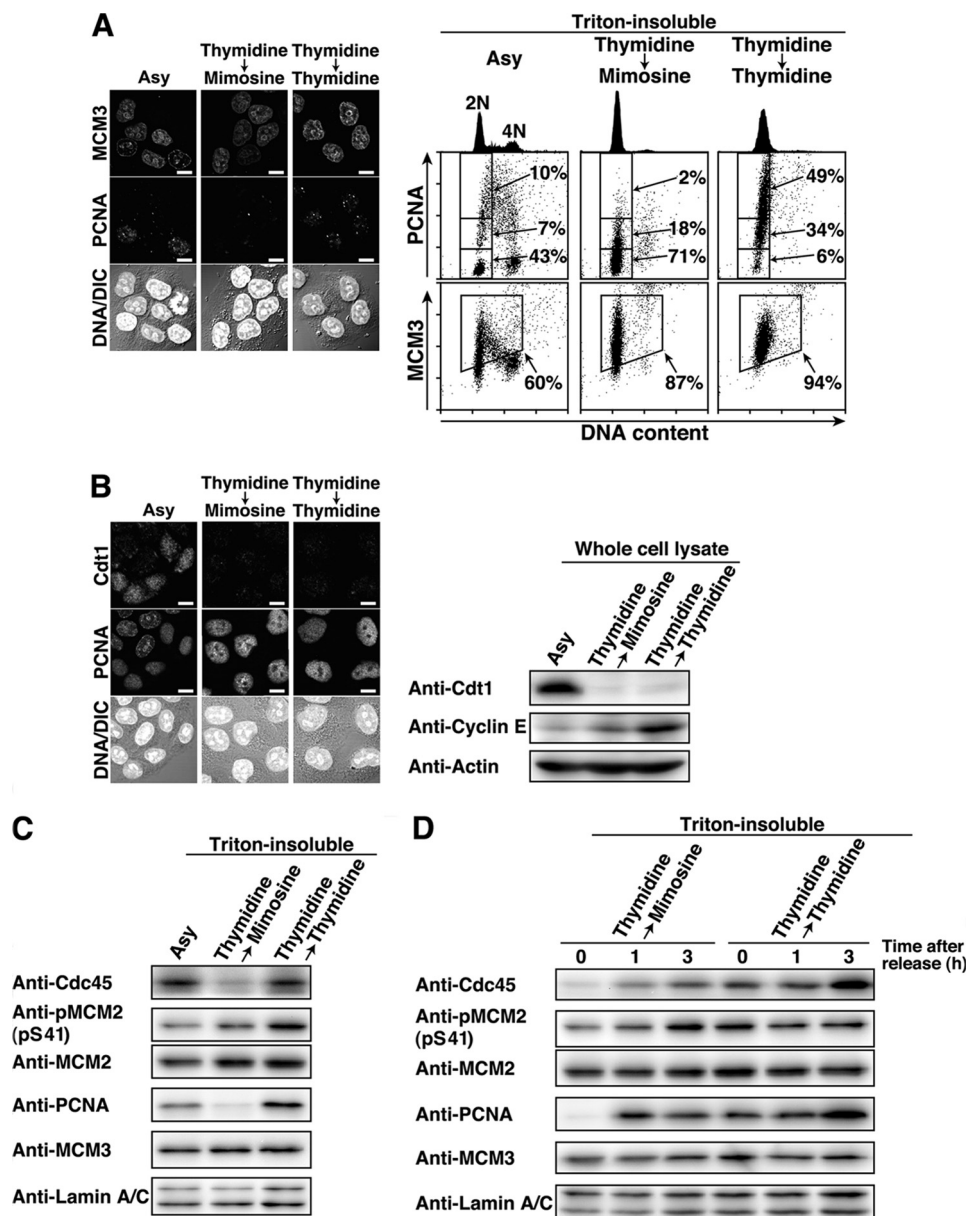 A
Thymidine Thymidine
↓ ↓
Asy Mimosine Thymidine
MCM3
PCNA
DNA/DIC
Triton-insoluble
Asy
Thymidine
↓
Mimosine
Thymidine
↓
Thymidine
2N
4N
PCNA
10%
7%
43%
2%
18%
71%
49%
34%
6%
MCM3
60%
87%
94%
DNA content
B
Thymidine Thymidine
↓ ↓
Asy Mimosine Thymidine
Cdt1
PCNA
DNA/DIC
Whole cell lysate
Asy
Thymidine
→ Mimosine
Thymidine
→ Thymidine
Anti-Cdt1
Anti-Cyclin E
Anti-Actin
C
Triton-insoluble
Asy
Thymidine
→ Mimosine
Thymidine
→ Thymidine
Anti-Cdc45
Anti-pMCM2
(pS41)
Anti-MCM2
Anti-PCNA
Anti-MCM3
Anti-Lamin A/C
D
Triton-insoluble
Thymidine
→ Mimosine
Thymidine
→ Thymidine
0 1 3 0 1 3
Time after
release (h)
Anti-Cdc45
Anti-pMCM2
(pS41)
Anti-MCM2
Anti-PCNA
Anti-MCM3
Anti-Lamin A/C